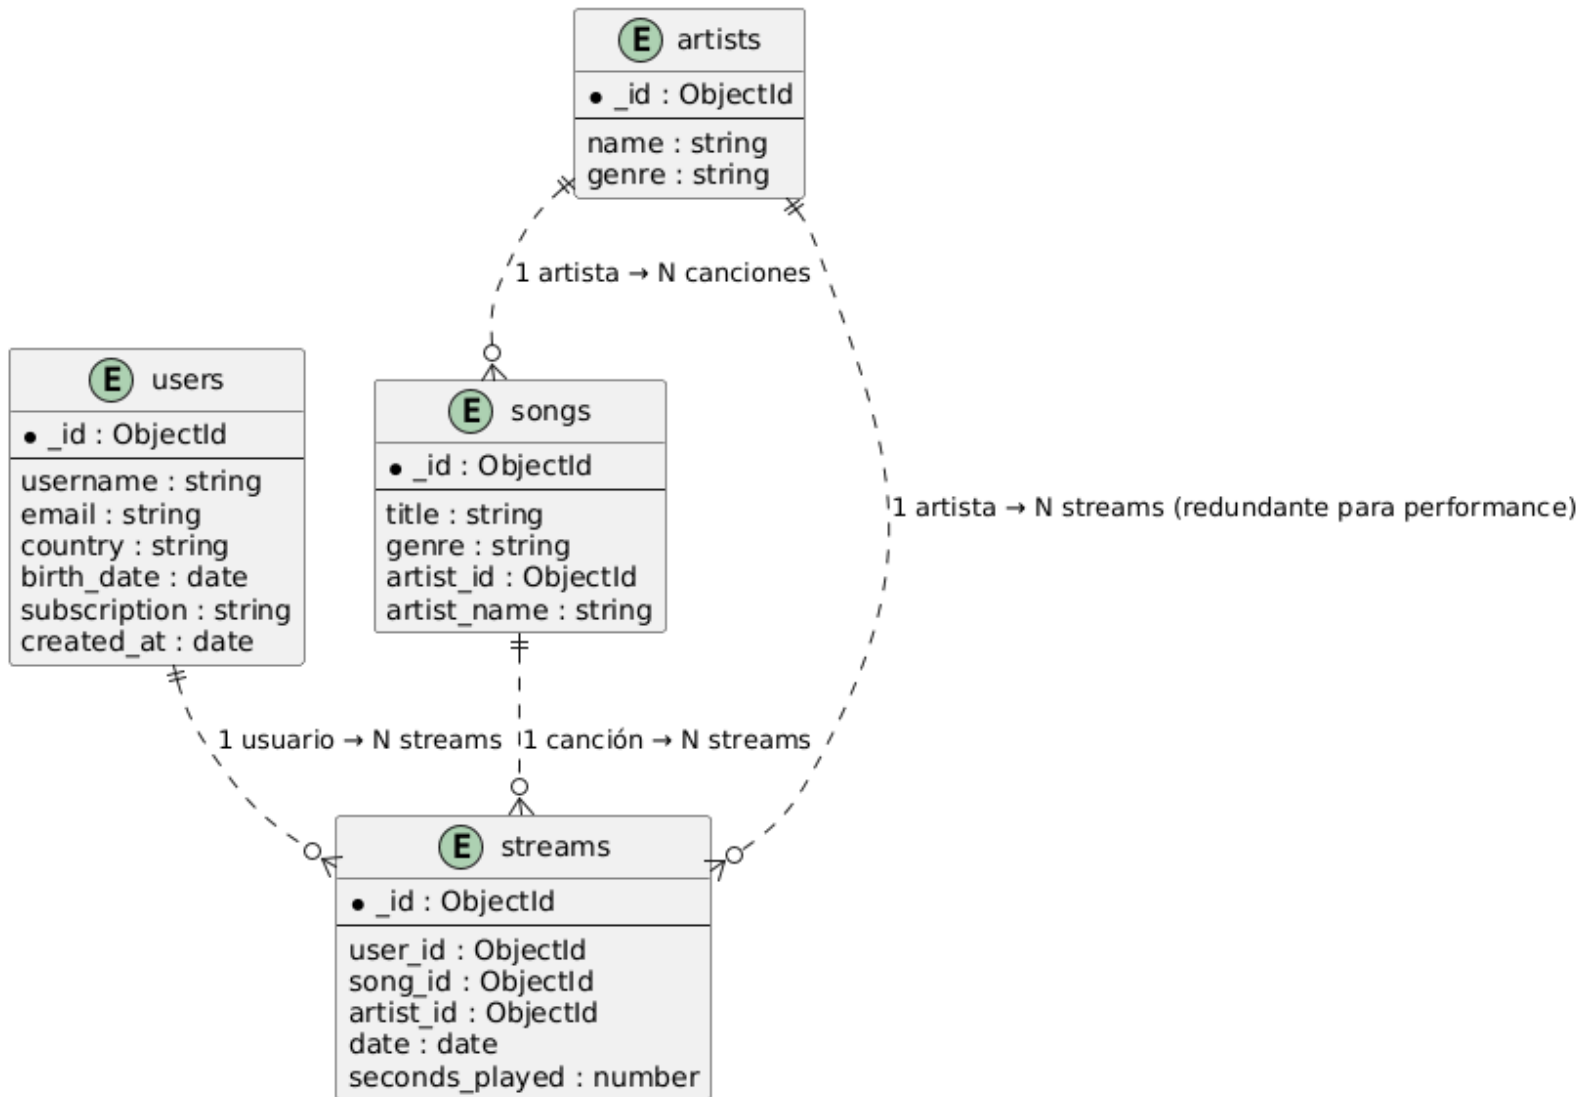 E artists
_id : ObjectId
name : string
genre : string
1 artista → N canciones
E users
_id : ObjectId
username : string
email : string
country : string
birth_date : date
subscription : string
created_at : date
E songs
_id : ObjectId
title : string
genre : string
artist_id : ObjectId
artist_name : string
1 artista → N streams (redundante para performance)
1 usuario → N streams
1 canción → N streams
E streams
_id : ObjectId
user_id : ObjectId
song_id : ObjectId
artist_id : ObjectId
date : date
seconds_played : number